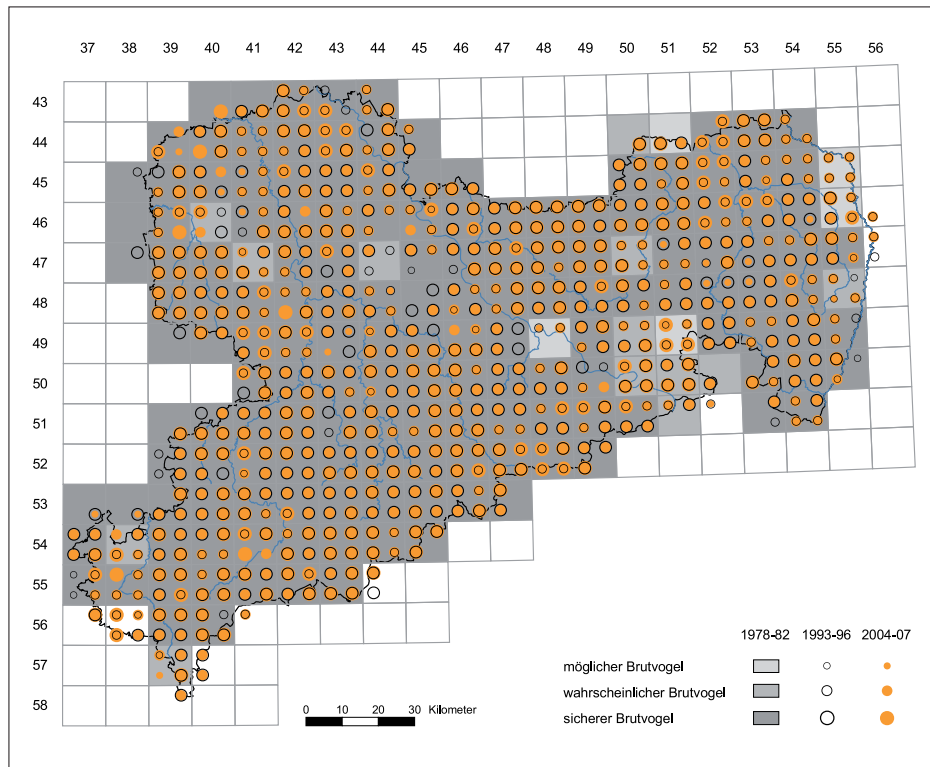 37 38 39 40 41 42 43 44 45 46 47 48 49 50 51 52 53 54 55 56
43
44
45
46
47
48
49
50
51
52
53
54
55
56
57
58
1978-82 1993-96 2004-07
möglicher Brutvogel
wahrscheinlicher Brutvogel
sicherer Brutvogel
0 10 20 30 Kilometer